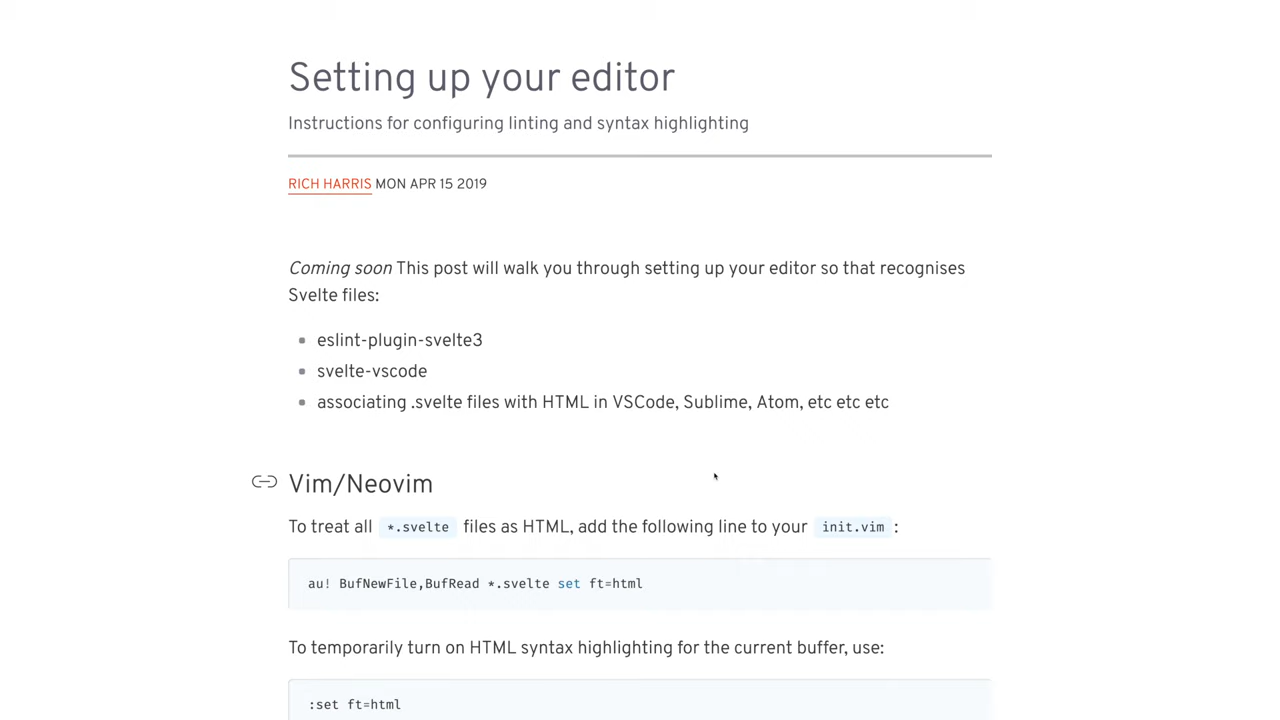 Setting up your editor
Instructions for configuring linting and syntax highlighting
RICH HARRIS MON APR 15 2019
Coming soon This post will walk you through setting up your editor so that recognises
Svelte files:
eslint-plugin-svelte3
svelte-vscode
associating .svelte files with HTML in VSCode, Sublime, Atom, etc etc etc
Vim/Neovim
To treat all *.svelte files as HTML, add the following line to your init.vim :
au! BufNewFile,BufRead *.svelte set ft=html
To temporarily turn on HTML syntax highlighting for the current buffer, use:
:set ft=html